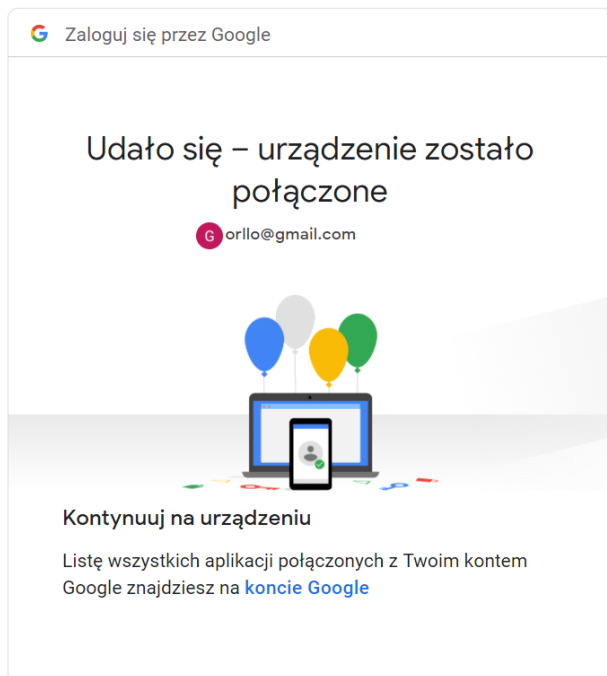 Zaloguj się przez Google
Udało się – urządzenie zostało
połączone
G orllo@gmail.com
Kontynuuj na urządzeniu
Listę wszystkich aplikacji połączonych z Twoim kontem
Google znajdziesz na koncie Google